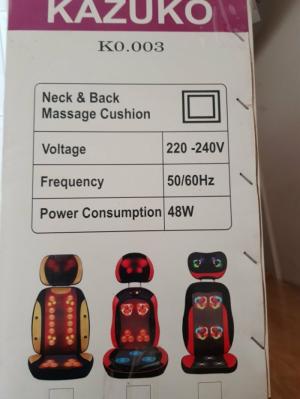 KAZUKO
K0.003
Neck & Back
Massage Cushion
Voltage 220 -240V
Frequency 50/60Hz
Power Consumption 48W